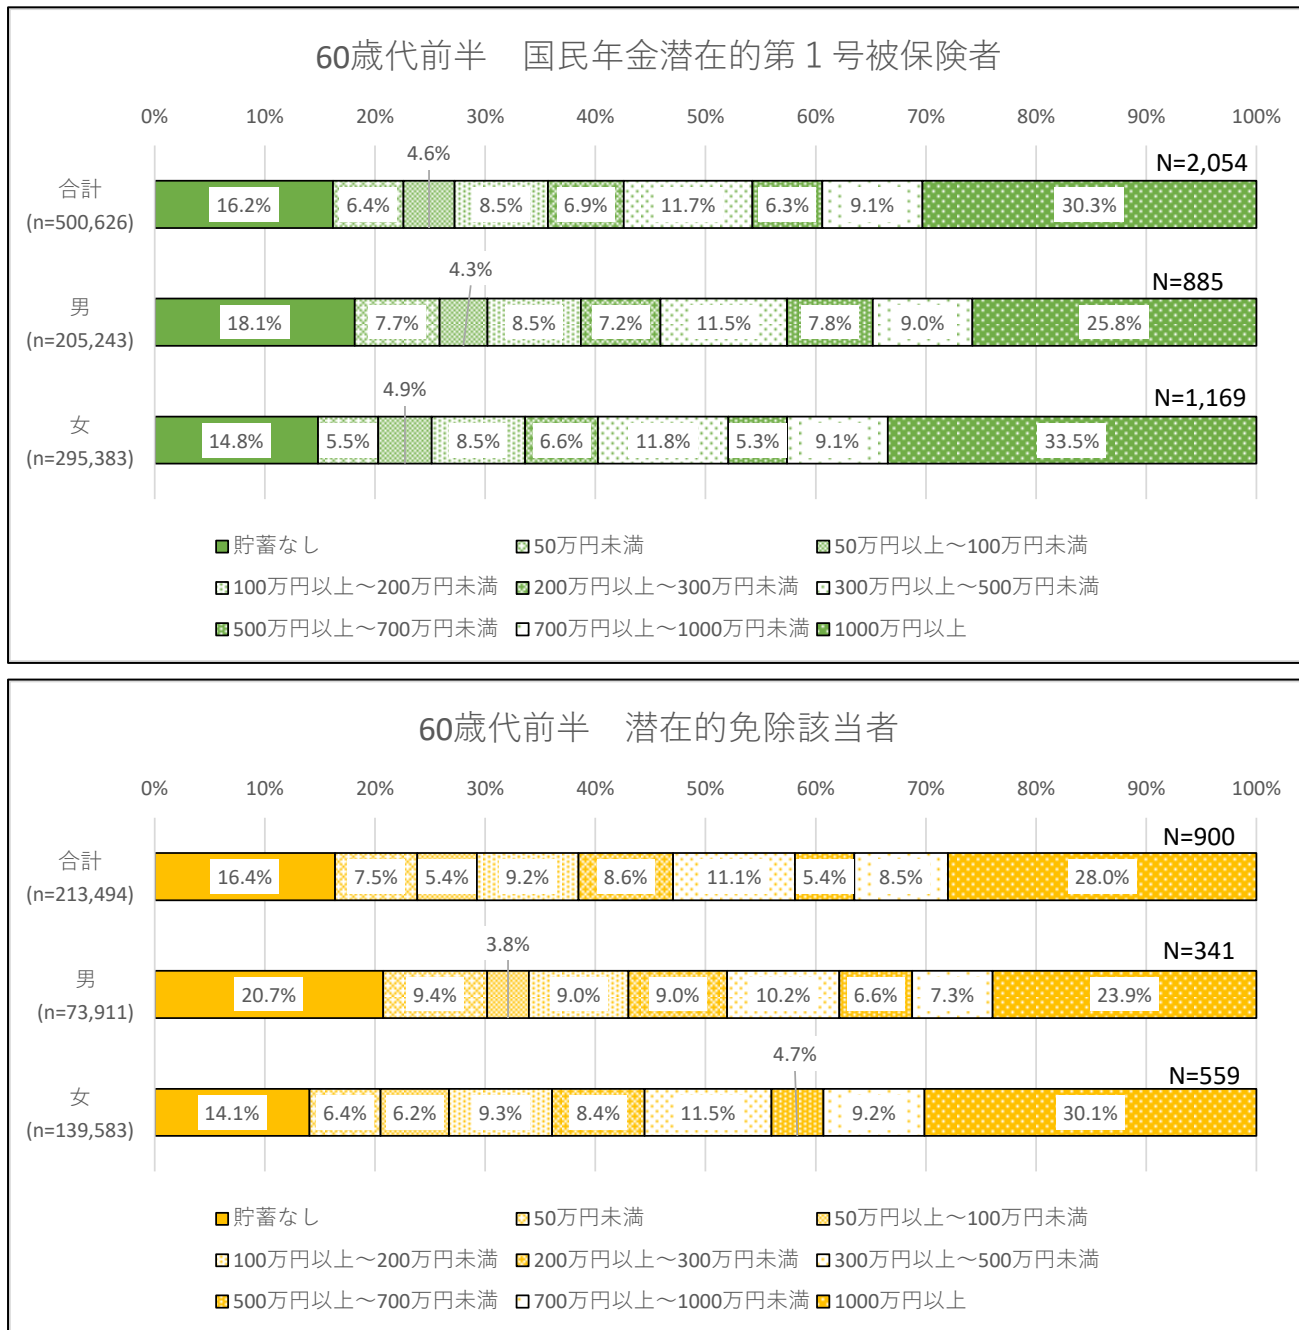 60歳代前半　国民年金潜在的第１号被保険者
0% 10% 20% 30% 40% 50% 60% 70% 80% 90% 100%
N=2,054
4.6%
合計
(n=500,626)
16.2% 6.4% 8.5% 6.9% 11.7% 6.3% 9.1% 30.3%
N=885
4.3%
男
(n=205,243)
18.1% 7.7% 8.5% 7.2% 11.5% 7.8% 9.0% 25.8%
N=1,169
4.9%
女
(n=295,383)
14.8% 5.5% 8.5% 6.6% 11.8% 5.3% 9.1% 33.5%
貯蓄なし 50万円未満 50万円以上～100万円未満
100万円以上～200万円未満 200万円以上～300万円未満 300万円以上～500万円未満
500万円以上～700万円未満 700万円以上～1000万円未満 1000万円以上
60歳代前半　潜在的免除該当者
0% 10% 20% 30% 40% 50% 60% 70% 80% 90% 100%
N=900
合計
(n=213,494)
16.4% 7.5% 5.4% 9.2% 8.6% 11.1% 5.4% 8.5% 28.0%
N=341
3.8%
男
(n=73,911)
20.7% 9.4% 9.0% 9.0% 10.2% 6.6% 7.3% 23.9%
4.7%
N=559
女
(n=139,583)
14.1% 6.4% 6.2% 9.3% 8.4% 11.5% 9.2% 30.1%
貯蓄なし 50万円未満 50万円以上～100万円未満
100万円以上～200万円未満 200万円以上～300万円未満 300万円以上～500万円未満
500万円以上～700万円未満 700万円以上～1000万円未満 1000万円以上